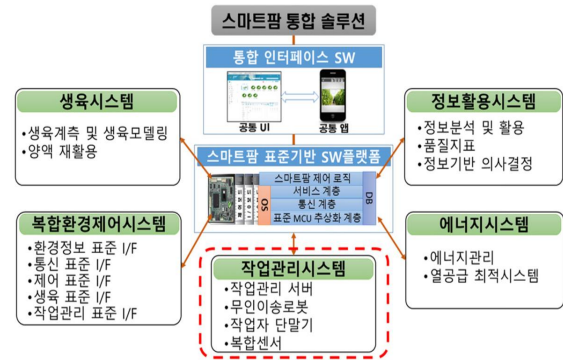 스마트팜 통합 솔루션
통합 인터페이스 SW
공통 UI
공통 앱
생육시스템
•생육계측 및 생육모델링
•양액 재활용
정보활용시스템
•정보분석 및 활용
•품질지표
•정보기반 의사결정
스마트팜 표준기반 SW플랫폼
스마트팜 제어 로직
서비스 계층
통신 계층
표준 MCU 추상화 계층
OS
DB
복합환경제어시스템
•환경정보 표준 I/F
•통신 표준 I/F
•제어 표준 I/F
•생육 표준 I/F
•작업관리 표준 I/F
작업관리시스템
•작업관리 서버
•무인이송로봇
•작업자 단말기
•복합센서
에너지시스템
•에너지관리
•열공급 최적시스템